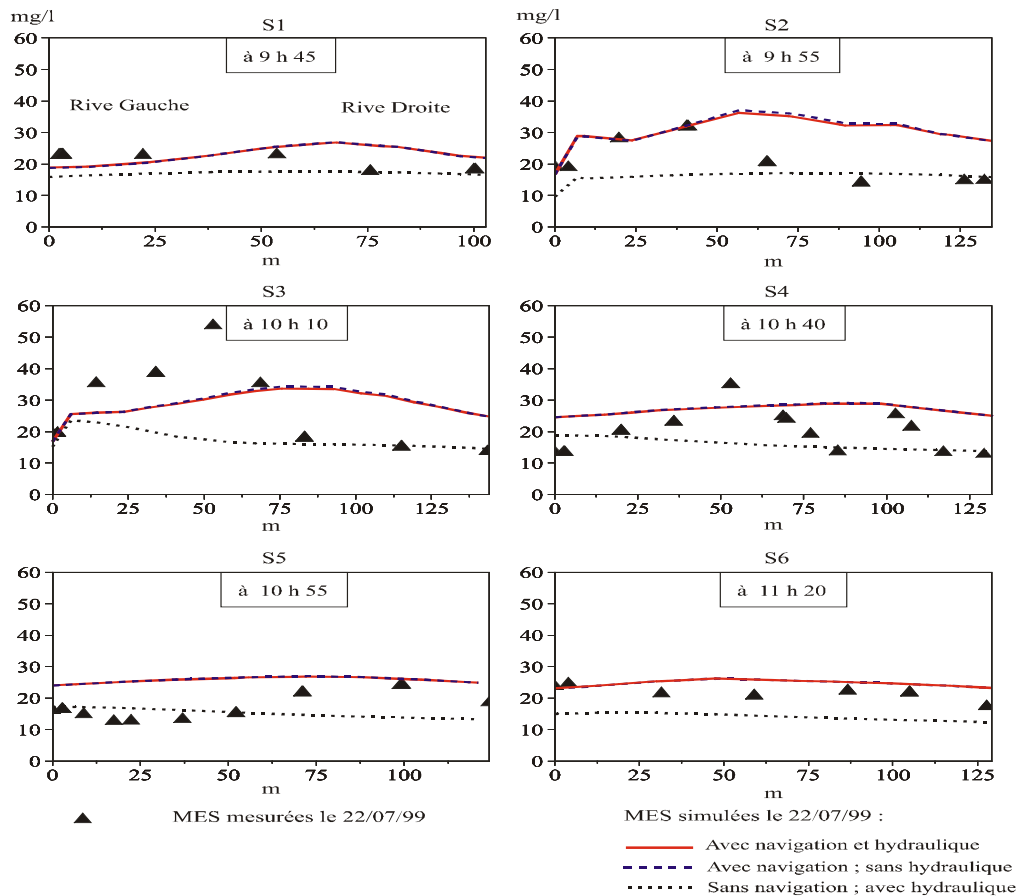 mg/l
S1
à 9 h 45
60
50
40
30
20
10
0
Rive Gauche
Rive Droite
0 25 50 75 100
m
mg/l
S2
à 9 h 55
60
50
40
30
20
10
0
0 25 50 75 100 125
m
S3
à 10 h 10
60
50
40
30
20
10
0
0 25 50 75 100 125
m
S4
à 10 h 40
60
50
40
30
20
10
0
0 25 50 75 100 125
m
S5
à 10 h 55
60
50
40
30
20
10
0
0 25 50 75 100
m
S6
à 11 h 20
60
50
40
30
20
10
0
0 25 50 75 100 125
m
MES mesurées le 22/07/99
MES simulées le 22/07/99 :
Avec navigation et hydraulique
Avec navigation ; sans hydraulique
Sans navigation ; avec hydraulique